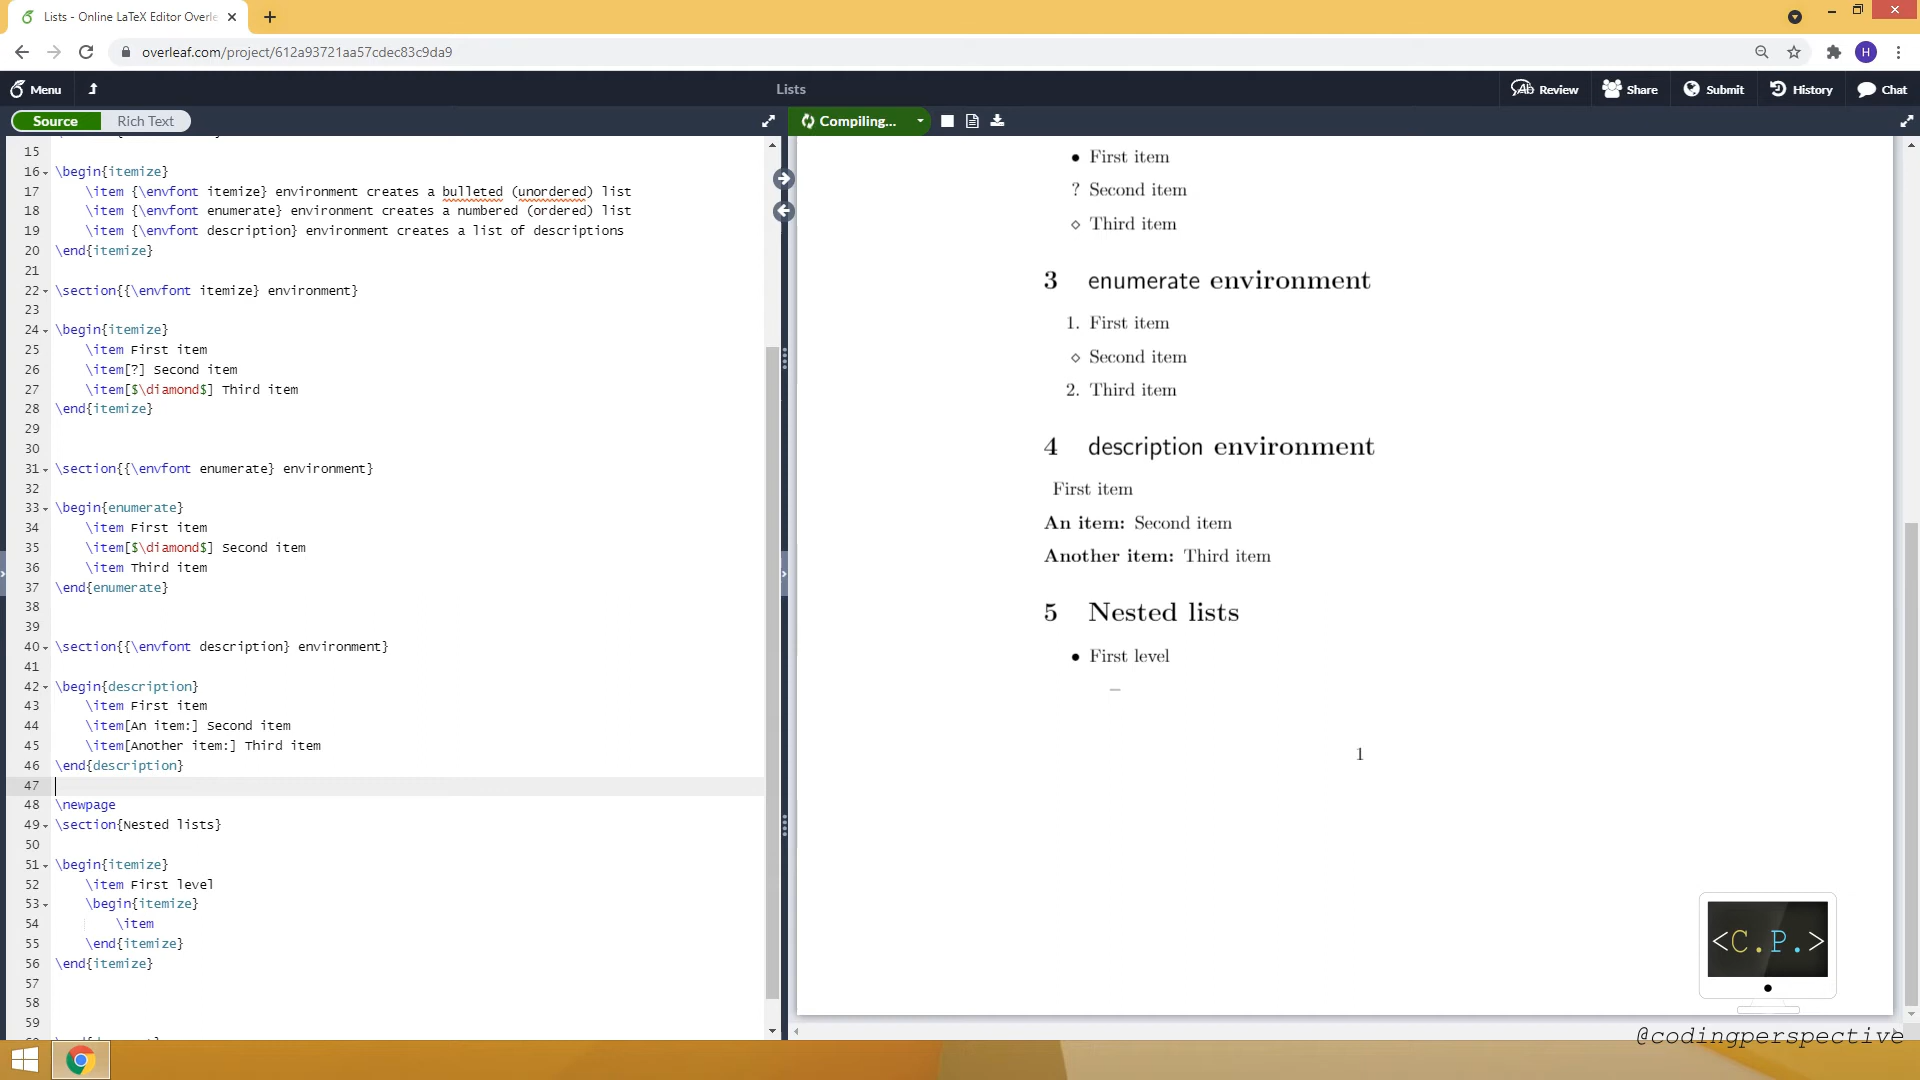 Lists - Online LaTeX Editor Overle
overleaf.com/project/612a93721aa57cdec83c9da9
H
Menu
Lists
Review
Share
Submit
History
Chat
Source
Rich Text
Compiling...
15
16 \begin{itemize}
17 \item {\envfont itemize} environment creates a bulleted (unordered) list
18 \item {\envfont enumerate} environment creates a numbered (ordered) list
19 \item {\envfont description} environment creates a list of descriptions
20 \end{itemize}
21
22 \section{{\envfont itemize} environment}
23
24 \begin{itemize}
25 \item First item
26 \item[?] Second item
27 \item[$\diamond$] Third item
28 \end{itemize}
29
30
31 \section{{\envfont enumerate} environment}
32
33 \begin{enumerate}
34 \item First item
35 \item[$\diamond$] Second item
36 \item Third item
37 \end{enumerate}
38
39
40 \section{{\envfont description} environment}
41
42 \begin{description}
43 \item First item
44 \item[An item:] Second item
45 \item[Another item:] Third item
46 \end{description}
47
48 \newpage
49 \section{Nested lists}
50
51 \begin{itemize}
52 \item First level
53 \begin{itemize}
54 \item
55 \end{itemize}
56 \end{itemize}
57
58
59
• First item
? Second item
⋄ Third item
3 enumerate environment
1. First item
⋄ Second item
2. Third item
4 description environment
First item
An item: Second item
Another item: Third item
5 Nested lists
• First level
–
1
<C.P.>
@codingperspective